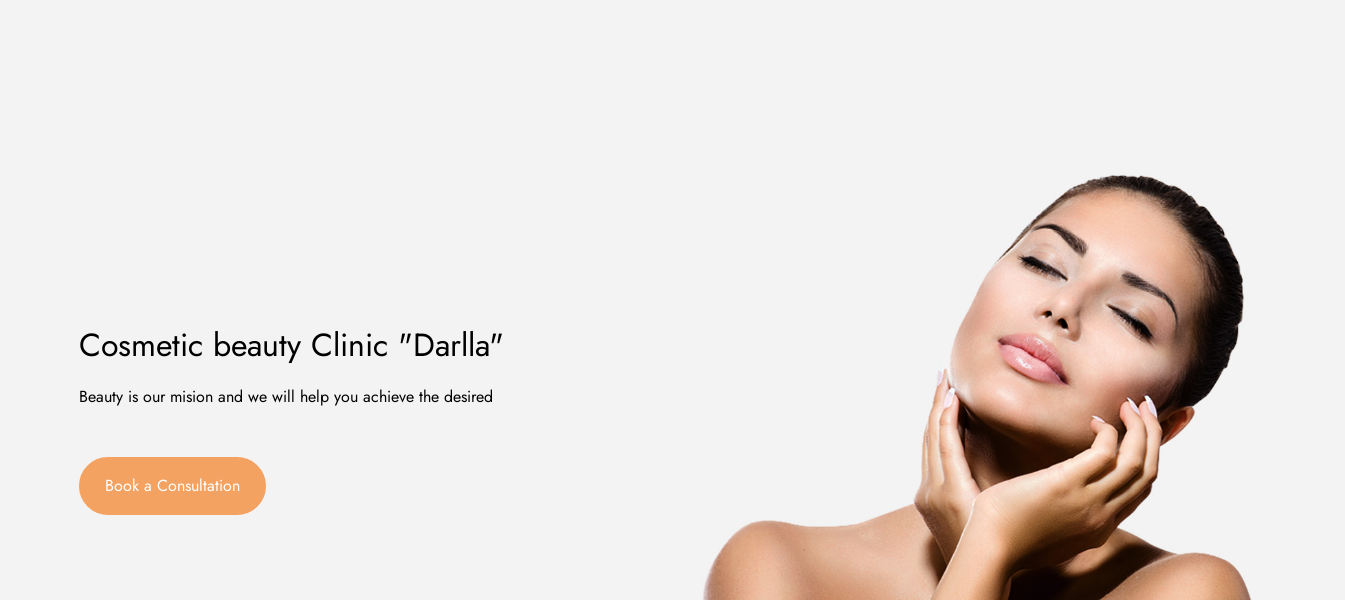 Cosmetic beauty Clinic "Darlla"
Beauty is our mision and we will help you achieve the desired
Book a Consultation